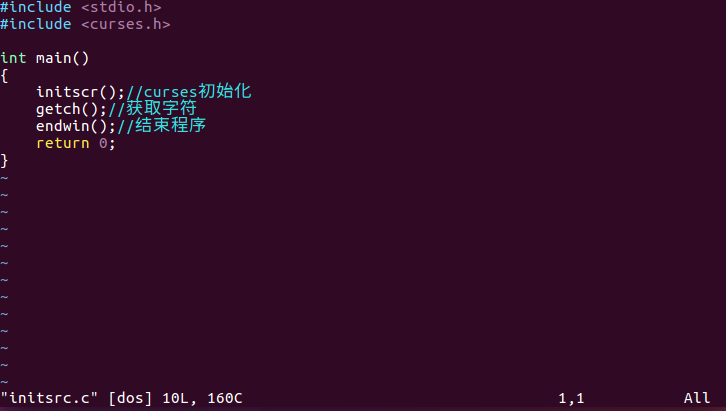 #include <stdio.h>
#include <curses.h>

int main()
{
    initscr();//curses初始化
    getch();//获取字符
    endwin();//结束程序
    return 0;
}
~
~
~
~
~
~
~
~
~
~
~
~
~
"initsrc.c" [dos] 10L, 160C 1,1 All